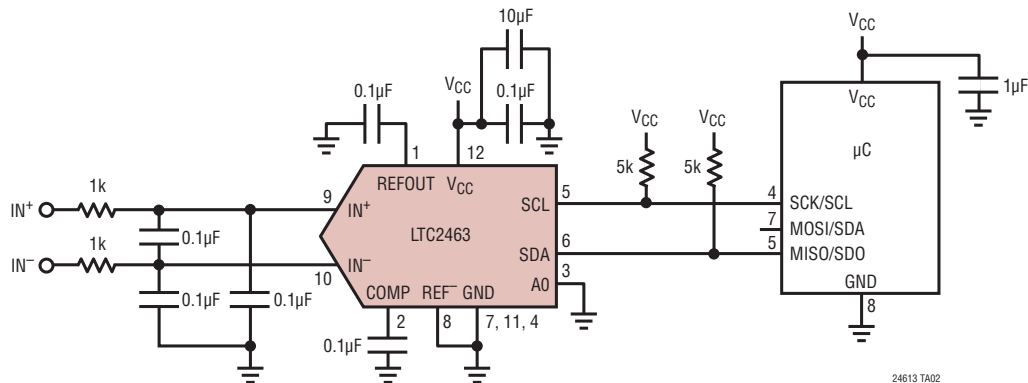 10µF
VCC
0.1µF
VCC
0.1µF
1µF
VCC
VCC
VCC
µC
1
12
5k
5k
REFOUT
VCC
1k
9
5
4
IN+
IN+
SCL
SCK/SCL
7
MOSI/SDA
0.1µF
LTC2463
1k
6
5
IN−
IN−
SDA
MISO/SDO
10
3
A0
GND
0.1µF
0.1µF
COMP
REF−
GND
8
2
8
7, 11, 4
0.1µF
24613 TA02